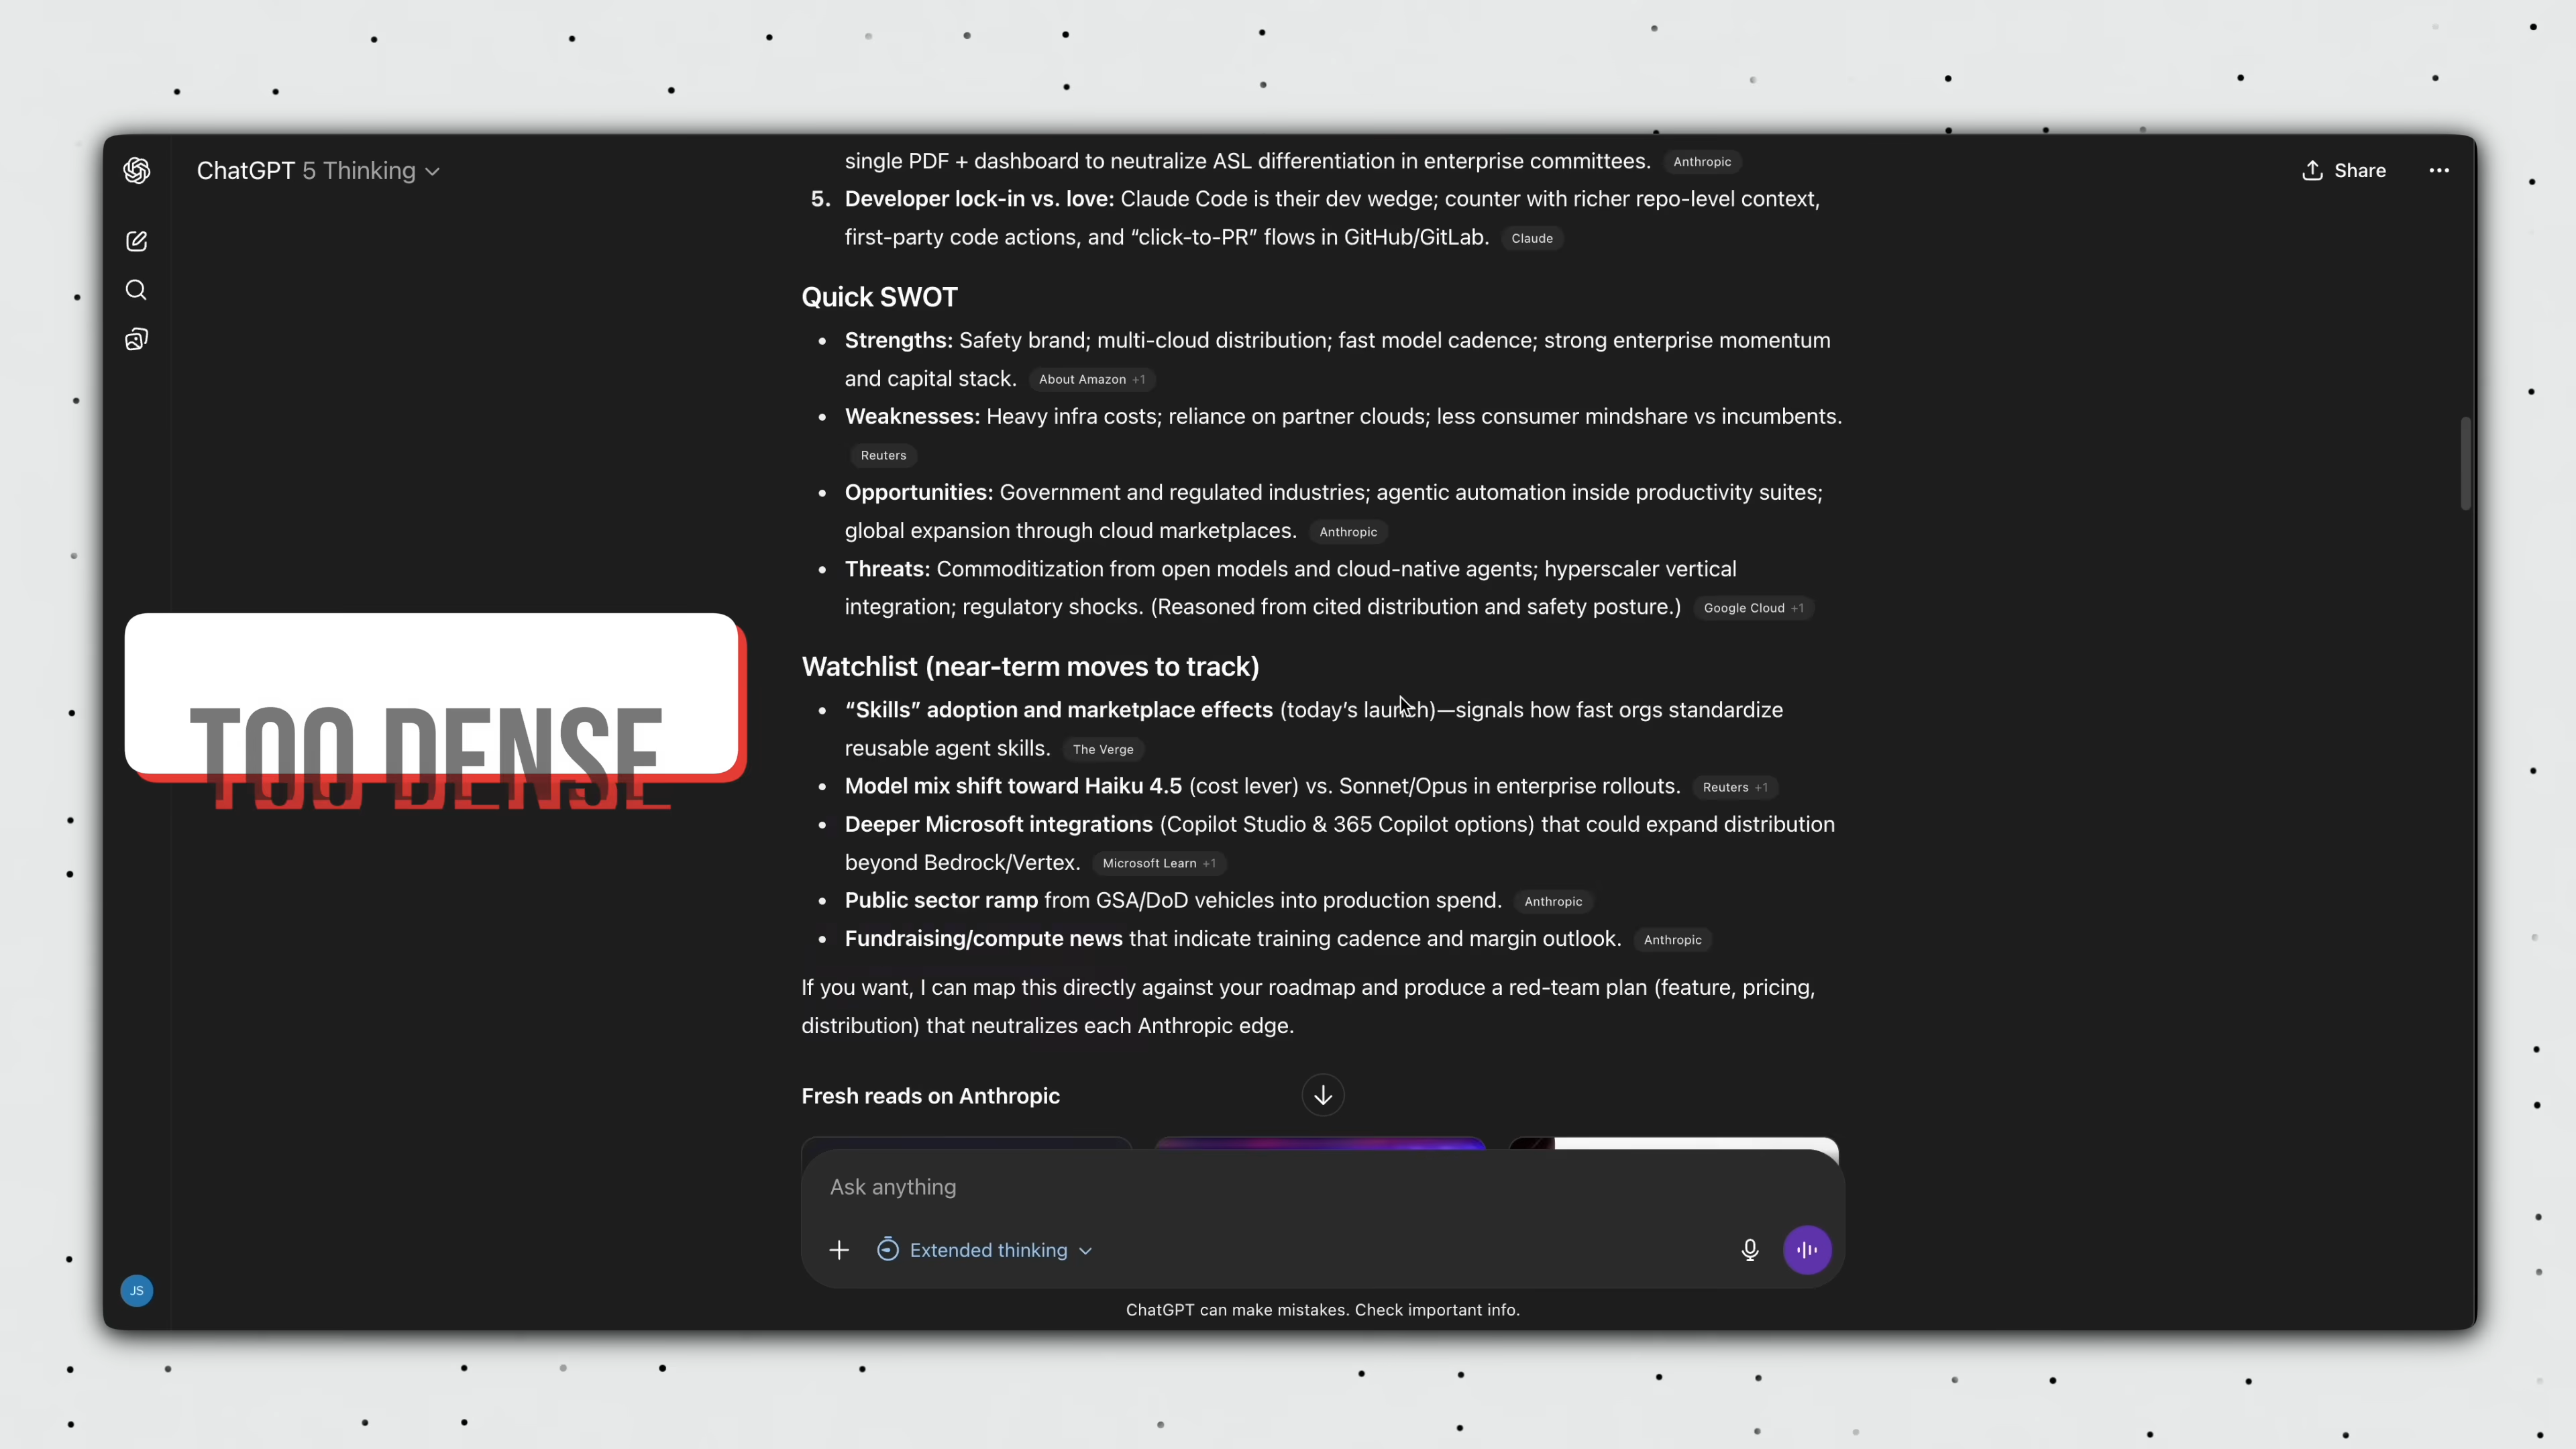 ChatGPT 5 Thinking
Share
single PDF + dashboard to neutralize ASL differentiation in enterprise committees. Anthropic
5. Developer lock-in vs. love: Claude Code is their dev wedge; counter with richer repo-level context,
first-party code actions, and “click-to-PR” flows in GitHub/GitLab. Claude
Quick SWOT
• Strengths: Safety brand; multi-cloud distribution; fast model cadence; strong enterprise momentum
and capital stack. About Amazon +1
• Weaknesses: Heavy infra costs; reliance on partner clouds; less consumer mindshare vs incumbents.
Reuters
• Opportunities: Government and regulated industries; agentic automation inside productivity suites;
global expansion through cloud marketplaces. Anthropic
• Threats: Commoditization from open models and cloud-native agents; hyperscaler vertical
integration; regulatory shocks. (Reasoned from cited distribution and safety posture.) Google Cloud +1
TOO DENSE
Watchlist (near-term moves to track)
• “Skills” adoption and marketplace effects (today’s launch)—signals how fast orgs standardize
reusable agent skills. The Verge
• Model mix shift toward Haiku 4.5 (cost lever) vs. Sonnet/Opus in enterprise rollouts. Reuters +1
• Deeper Microsoft integrations (Copilot Studio & 365 Copilot options) that could expand distribution
beyond Bedrock/Vertex. Microsoft Learn +1
• Public sector ramp from GSA/DoD vehicles into production spend. Anthropic
• Fundraising/compute news that indicate training cadence and margin outlook. Anthropic
If you want, I can map this directly against your roadmap and produce a red-team plan (feature, pricing,
distribution) that neutralizes each Anthropic edge.
Fresh reads on Anthropic
Ask anything
Extended thinking
JS
ChatGPT can make mistakes. Check important info.